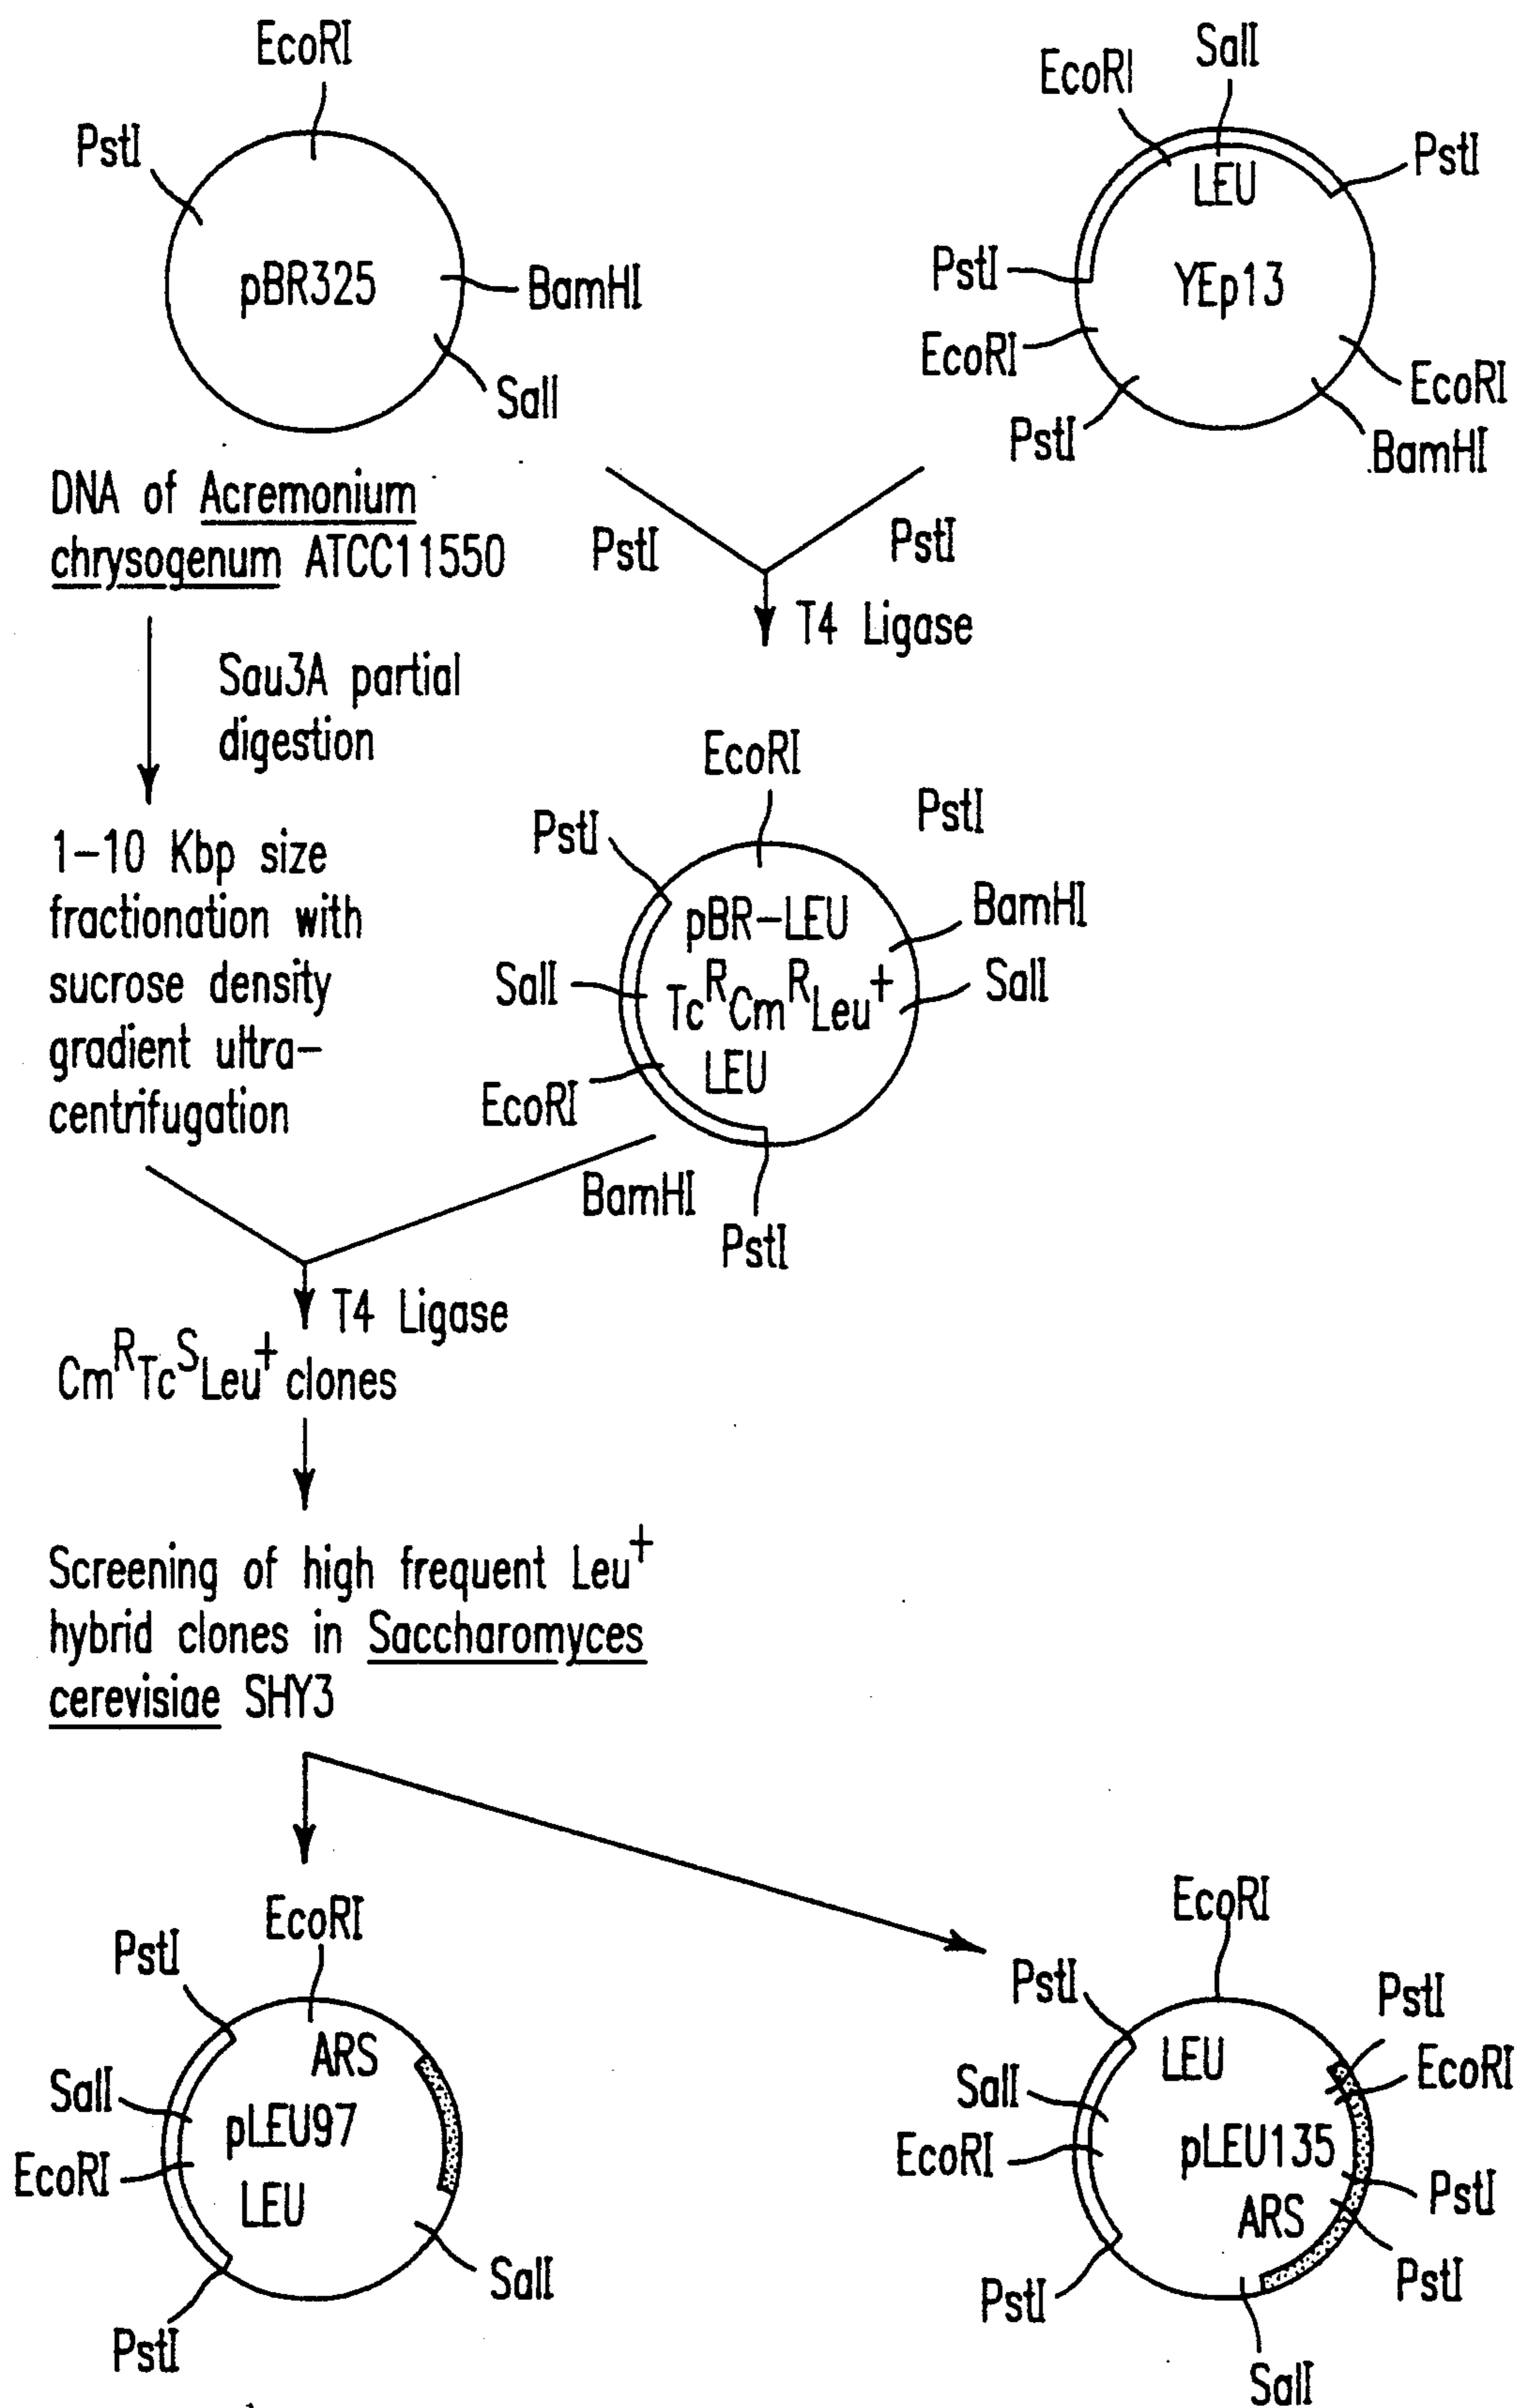 EcoRI
PstI
pBR325
BamHI
SalI
EcoRI
SalI
PstI
LEU
PstI
YEp13
EcoRI
EcoRI
PstI
BamHI
DNA of Acremonium
chrysogenum ATCC11550
PstI
PstI
T4 Ligase
Sau3A partial
digestion
1-10 Kbp size
fractionation with
sucrose density
gradient ultra-
centrifugation
EcoRI
PstI
PstI
pBR-LEU
BamHI
SalI
Tc^R Cm^R Leu^+
SalI
LEU
EcoRI
BamHI
PstI
T4 Ligase
Cm^R Tc^S Leu^+ clones
Screening of high frequent Leu^+
hybrid clones in Saccharomyces
cerevisiae SHY3
EcoRI
PstI
ARS
SalI
pLEU97
EcoRI
LEU
SalI
PstI
EcoRI
PstI
PstI
LEU
EcoRI
SalI
pLEU135
EcoRI
PstI
ARS
PstI
PstI
SalI